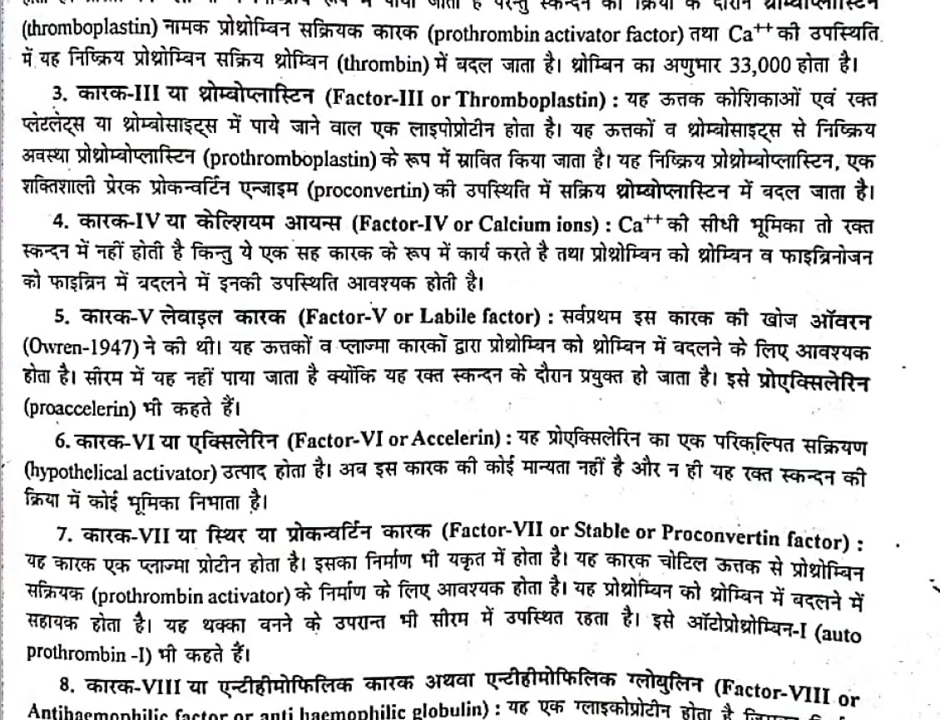 (thromboplastin) नामक प्रोथ्रोम्बिन सक्रियक कारक (prothrombin activator factor) तथा Ca⁺⁺ की उपस्थिति
में यह निष्क्रिय प्रोथ्रोम्बिन सक्रिय थ्रोम्बिन (thrombin) में बदल जाता है। थ्रोम्बिन का अणुभार 33,000 होता है।
3. कारक-III या थ्रोम्बोप्लास्टिन (Factor-III or Thromboplastin) : यह ऊत्तक कोशिकाओं एवं रक्त
प्लेटलेट्स या थ्रोम्बोसाइट्स में पाये जाने वाल एक लाइपोप्रोटीन होता है। यह ऊत्तकों व थ्रोम्बोसाइट्स से निष्क्रिय
अवस्था प्रोथ्रोम्बोप्लास्टिन (prothromboplastin) के रूप में स्रावित किया जाता है। यह निष्क्रिय प्रोथ्रोम्बोप्लास्टिन, एक
शक्तिशाली प्रेरक प्रोकन्वर्टिन एन्जाइम (proconvertin) की उपस्थिति में सक्रिय थ्रोम्बोप्लास्टिन में बदल जाता है।
4. कारक-IV या केल्शियम आयन्स (Factor-IV or Calcium ions) : Ca⁺⁺ की सीधी भूमिका तो रक्त
स्कन्दन में नहीं होती है किन्तु ये एक सह कारक के रूप में कार्य करते है तथा प्रोथ्रोम्बिन को थ्रोम्बिन व फाइब्रिनोजन
को फाइब्रिन में बदलने में इनकी उपस्थिति आवश्यक होती है।
5. कारक-V लेवाइल कारक (Factor-V or Labile factor) : सर्वप्रथम इस कारक की खोज ऑवरन
(Owren-1947) ने की थी। यह ऊत्तकों व प्लाज्मा कारकों द्वारा प्रोथ्रोम्बिन को थ्रोम्बिन में बदलने के लिए आवश्यक
होता है। सीरम में यह नहीं पाया जाता है क्योंकि यह रक्त स्कन्दन के दौरान प्रयुक्त हो जाता है। इसे प्रोएक्सिलेरिन
(proaccelerin) भी कहते हैं।
6. कारक-VI या एक्सिलेरिन (Factor-VI or Accelerin) : यह प्रोएक्सिलेरिन का एक परिकल्पित सक्रियण
(hypothelical activator) उत्पाद होता है। अब इस कारक की कोई मान्यता नहीं है और न ही यह रक्त स्कन्दन की
क्रिया में कोई भूमिका निभाता है।
7. कारक-VII या स्थिर या प्रोकन्वर्टिन कारक (Factor-VII or Stable or Proconvertin factor) :
यह कारक एक प्लाज्मा प्रोटीन होता है। इसका निर्माण भी यकृत में होता है। यह कारक चोटिल ऊत्तक से प्रोथ्रोम्बिन
सक्रियक (prothrombin activator) के निर्माण के लिए आवश्यक होता है। यह प्रोथ्रोम्बिन को थ्रोम्बिन में बदलने में
सहायक होता है। यह थक्का बनने के उपरान्त भी सीरम में उपस्थित रहता है। इसे ऑटोप्रोथ्रोम्बिन-I (auto
prothrombin -I) भी कहते हैं।
8. कारक-VIII या एन्टीहीमोफिलिक कारक अथवा एन्टीहीमोफिलिक ग्लोबुलिन (Factor-VIII or
Antihaemophilic factor or anti haemophilic globulin) : यह एक ग्लाइकोप्रोटीन होता है